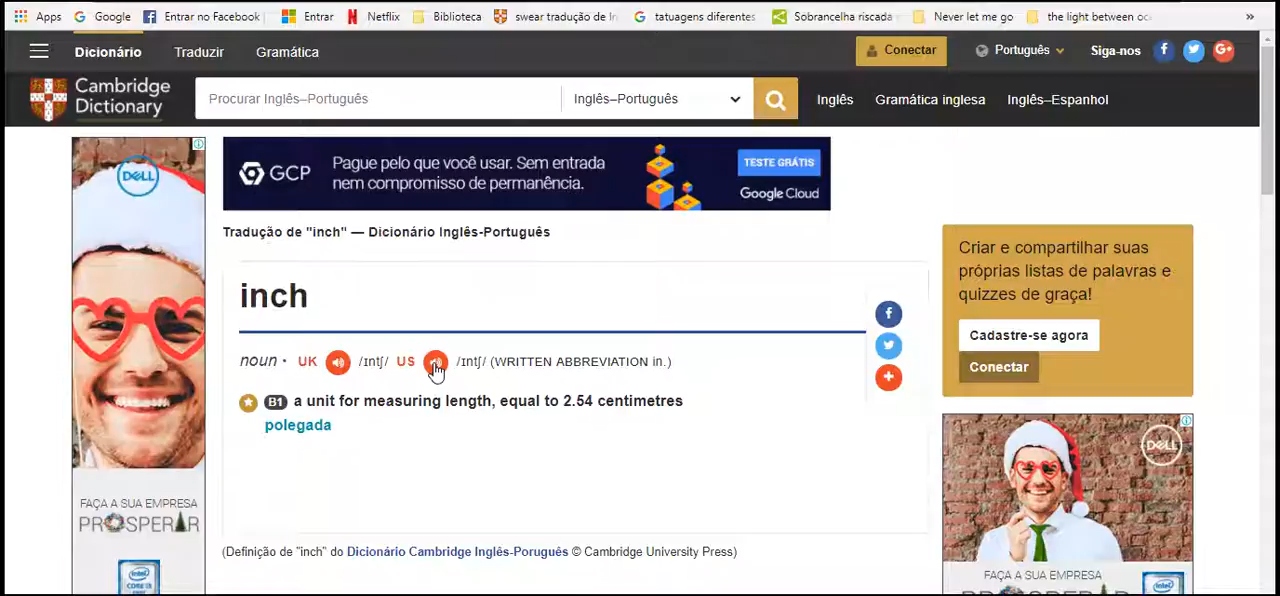 Apps Google Entrar no Facebook Entrar Netflix Biblioteca swear tradução de In tatuagens diferentes Sobrancelha riscada Never let me go the light between oc »
Dicionário Traduzir Gramática Conectar Português Siga-nos
Cambridge Dictionary Procurar Inglês–Português Inglês–Português Inglês Gramática inglesa Inglês–Espanhol
DELL
GCP Pague pelo que você usar. Sem entrada
nem compromisso de permanência.
TESTE GRÁTIS
Google Cloud
Tradução de "inch" — Dicionário Inglês-Português
inch
noun · UK /ɪntʃ/ US /ɪntʃ/ (WRITTEN ABBREVIATION in.)
B1 a unit for measuring length, equal to 2.54 centimetres
polegada
(Definição de "inch" do Dicionário Cambridge Inglês-Poruguês © Cambridge University Press)
Criar e compartilhar suas
próprias listas de palavras e
quizzes de graça!
Cadastre-se agora
Conectar
FAÇA A SUA EMPRESA
PROSPERAR
intel
DELL
FAÇA A SUA EMPRESA
PROSPERAR
intel